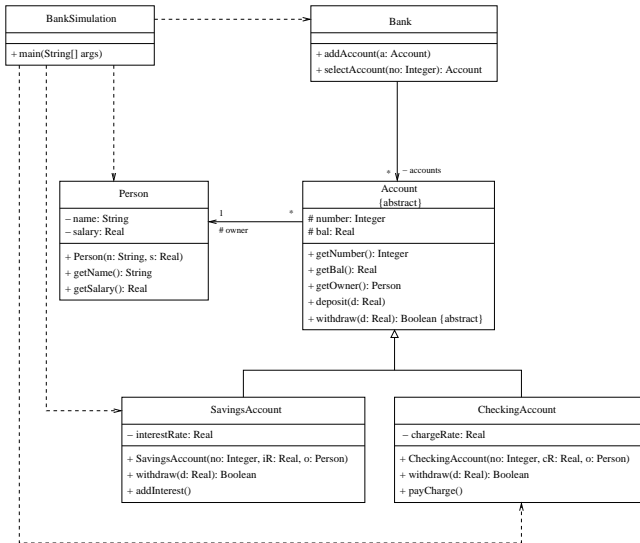 BankSimulation
+ main(String[] args)
Bank
+ addAccount(a: Account)
+ selectAccount(no: Integer): Account
* – accounts
Person
– name: String
– salary: Real
+ Person(n: String, s: Real)
+ getName(): String
+ getSalary(): Real
1 *
# owner
Account
{abstract}
# number: Integer
# bal: Real
+ getNumber(): Integer
+ getBal(): Real
+ getOwner(): Person
+ deposit(d: Real)
+ withdraw(d: Real): Boolean {abstract}
SavingsAccount
– interestRate: Real
+ SavingsAccount(no: Integer, iR: Real, o: Person)
+ withdraw(d: Real): Boolean
+ addInterest()
CheckingAccount
– chargeRate: Real
+ CheckingAccount(no: Integer, cR: Real, o: Person)
+ withdraw(d: Real): Boolean
+ payCharge()